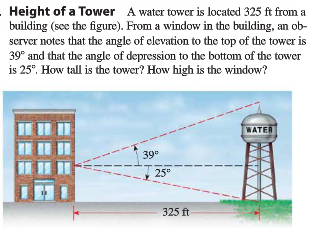 . Height of a Tower A water tower is located 325 ft from a
building (see the figure). From a window in the building, an ob-
server notes that the angle of elevation to the top of the tower is
39° and that the angle of depression to the bottom of the tower
is 25°. How tall is the tower? How high is the window?
WATER
39°
25°
325 ft